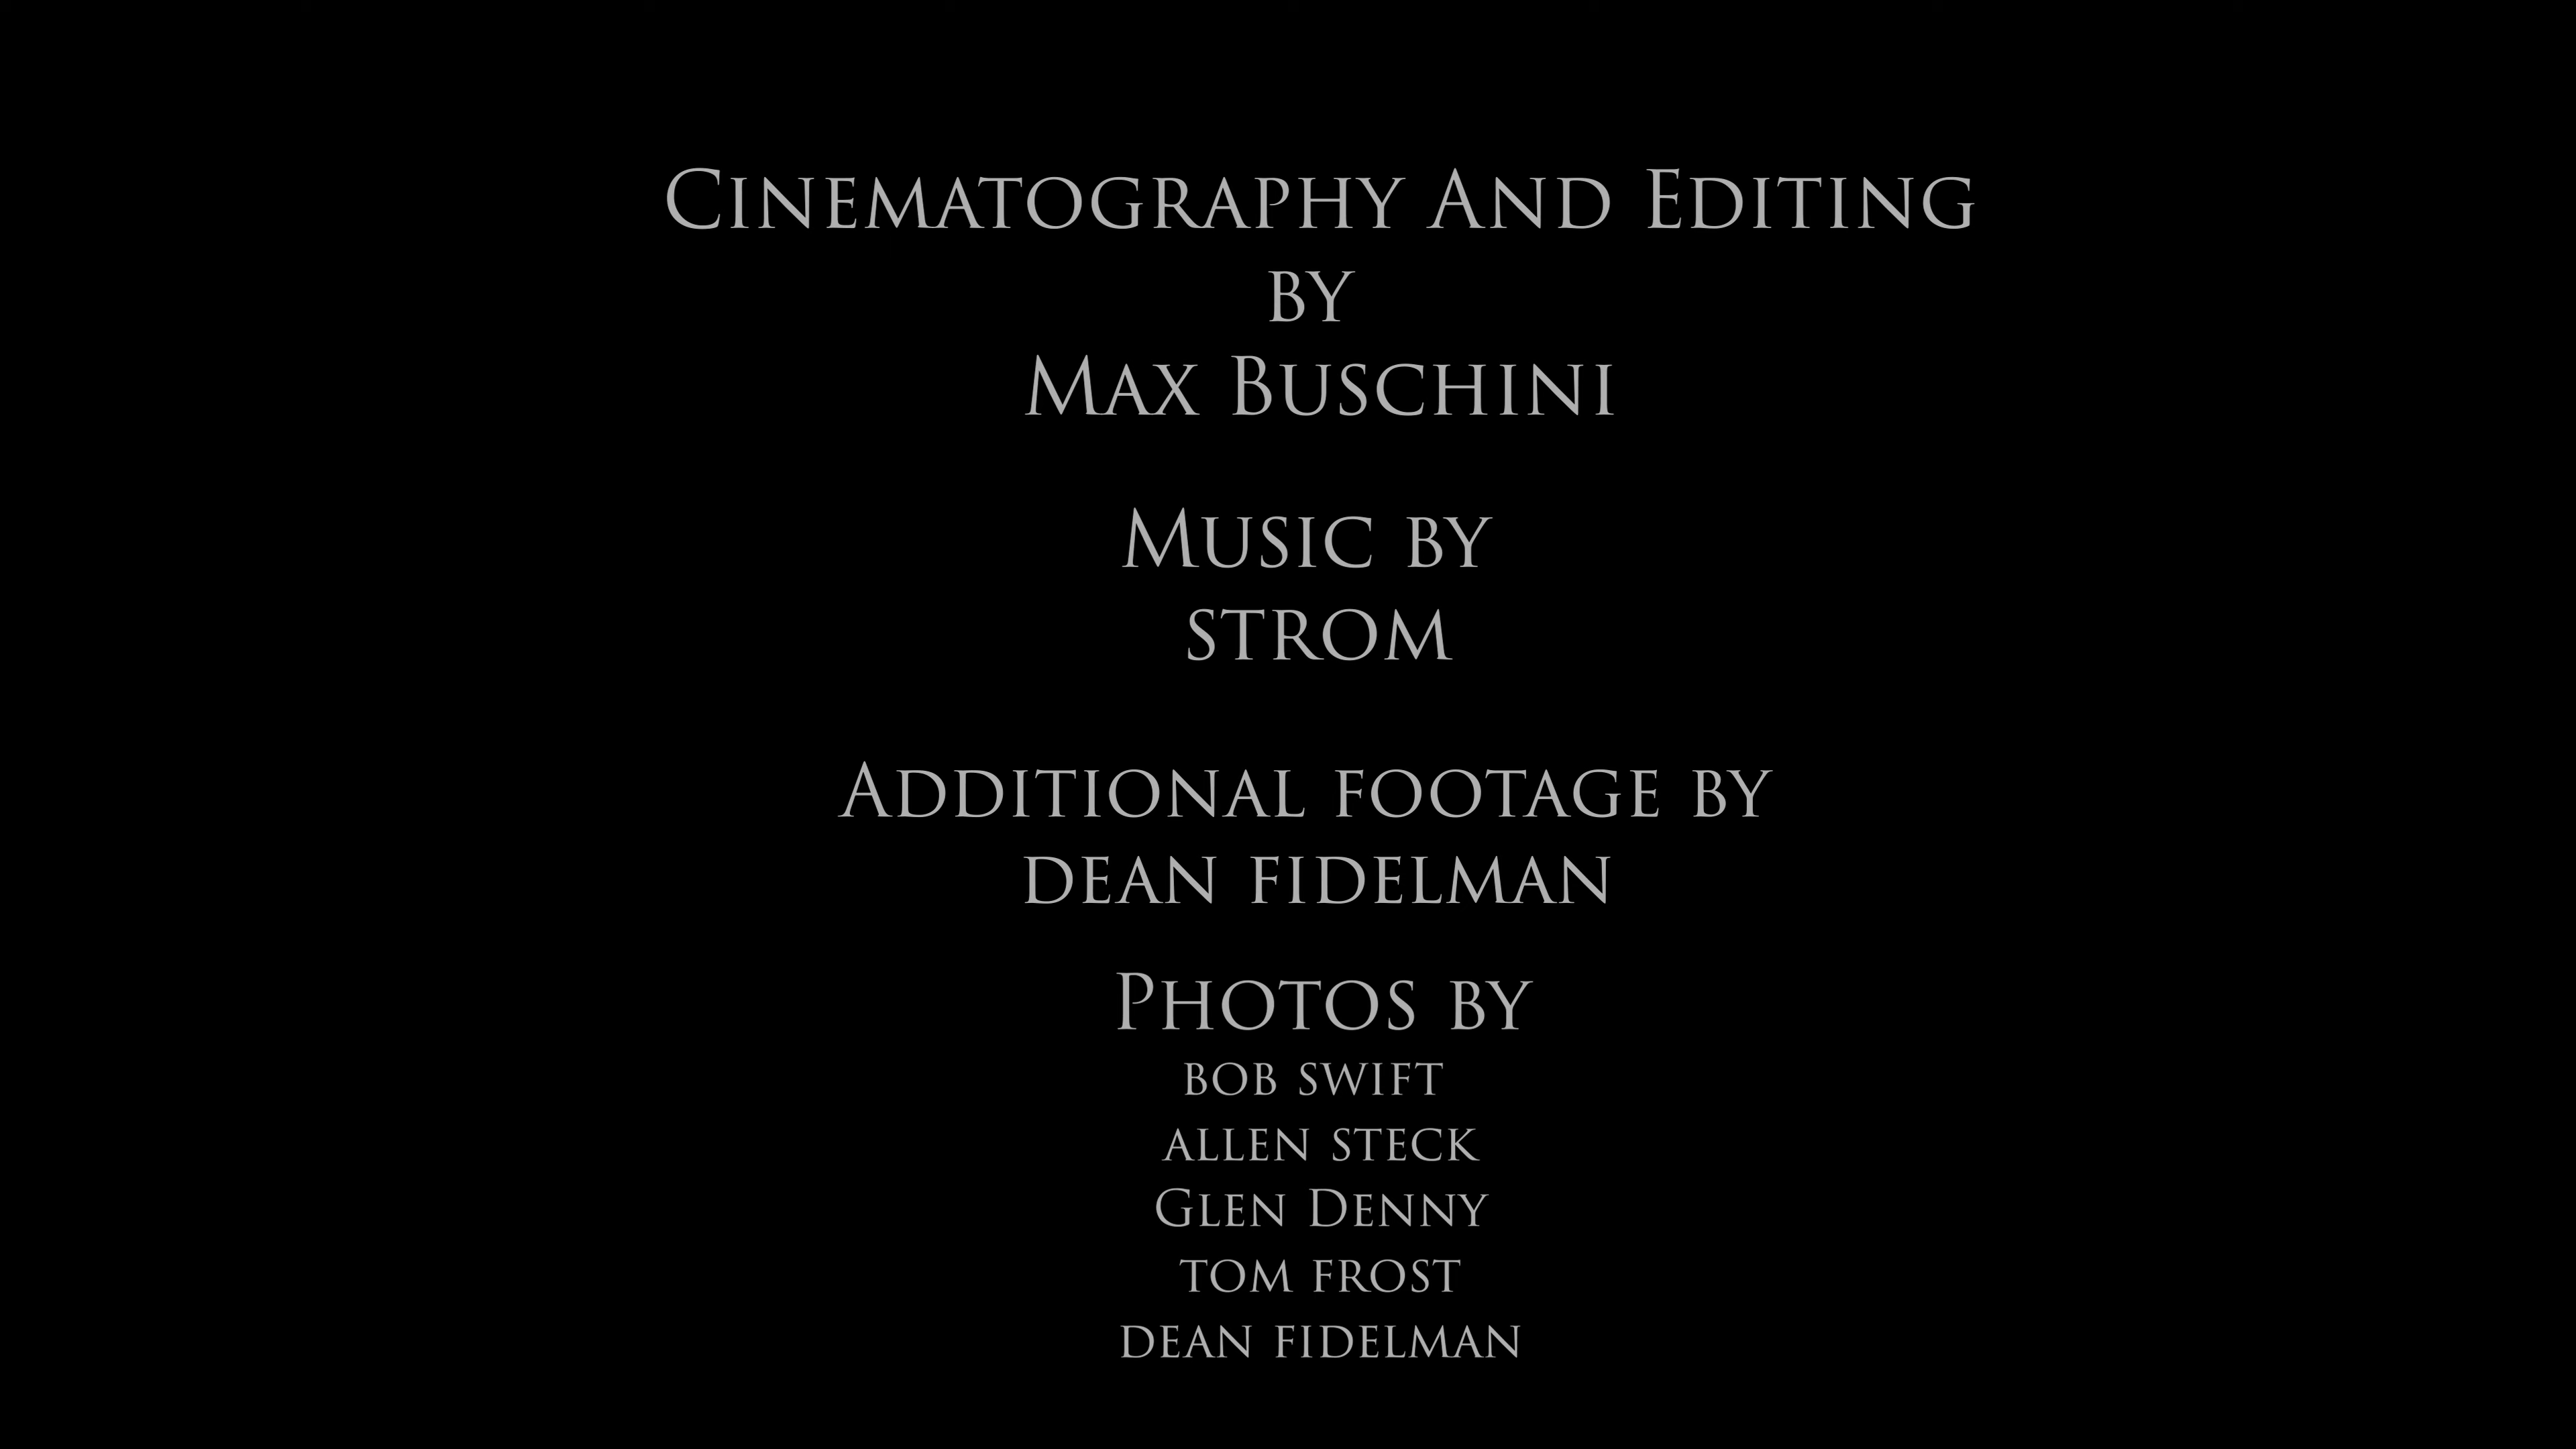 Cinematography And Editing
by
Max Buschini
Music by
strom
Additional footage by
dean fidelman
Photos by
bob swift
allen steck
Glen Denny
tom frost
dean fidelman